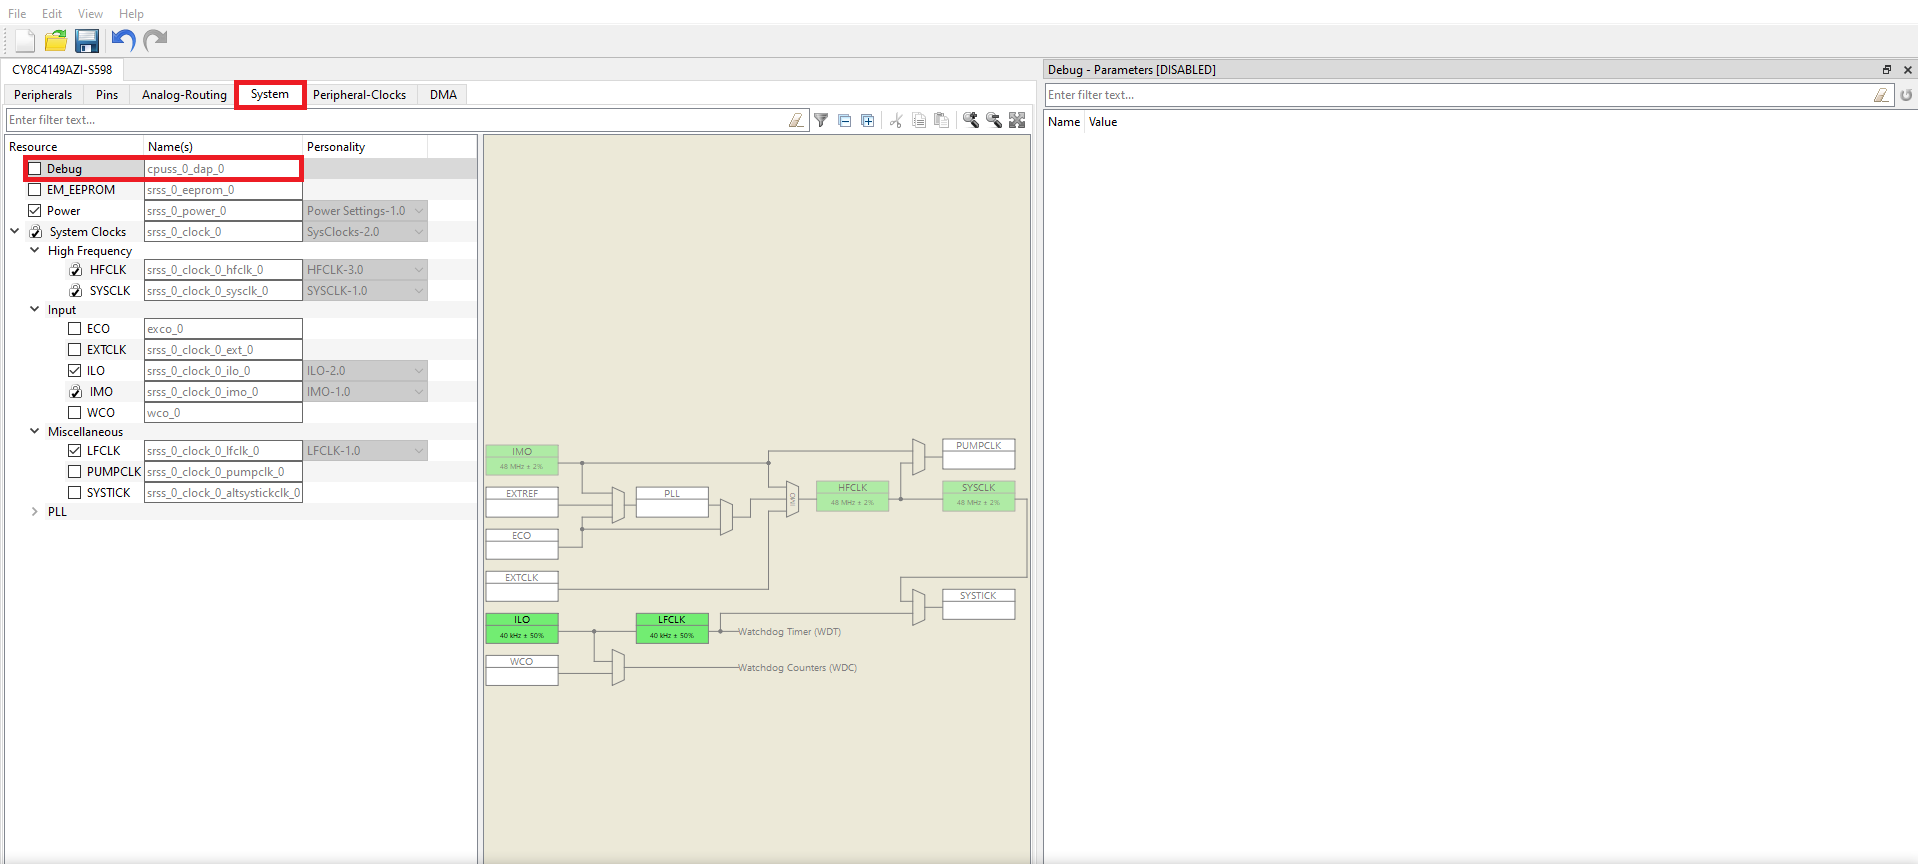 File Edit View Help
CY8C4149AZI-S598
Peripherals Pins Analog-Routing System Peripheral-Clocks DMA
Enter filter text...
Resource Name(s) Personality
Debug cpuss_0_dap_0
EM_EEPROM srss_0_eeprom_0
Power srss_0_power_0 Power Settings-1.0
System Clocks srss_0_clock_0 SysClocks-2.0
High Frequency
HFCLK srss_0_clock_0_hfclk_0 HFCLK-3.0
SYSCLK srss_0_clock_0_sysclk_0 SYSCLK-1.0
Input
ECO exco_0
EXTCLK srss_0_clock_0_ext_0
ILO srss_0_clock_0_ilo_0 ILO-2.0
IMO srss_0_clock_0_imo_0 IMO-1.0
WCO wco_0
Miscellaneous
LFCLK srss_0_clock_0_lfclk_0 LFCLK-1.0
PUMPCLK srss_0_clock_0_pumpclk_0
SYSTICK srss_0_clock_0_altsystickclk_0
PLL
IMO
48 MHz ± 2%
EXTREF
ECO
EXTCLK
ILO
40 kHz ± 50%
WCO
PLL
LFCLK
40 kHz ± 50%
Watchdog Timer (WDT)
Watchdog Counters (WDC)
IMO
HFCLK
48 MHz ± 2%
PUMPCLK
SYSCLK
48 MHz ± 2%
SYSTICK
Debug - Parameters [DISABLED]
Enter filter text...
Name Value